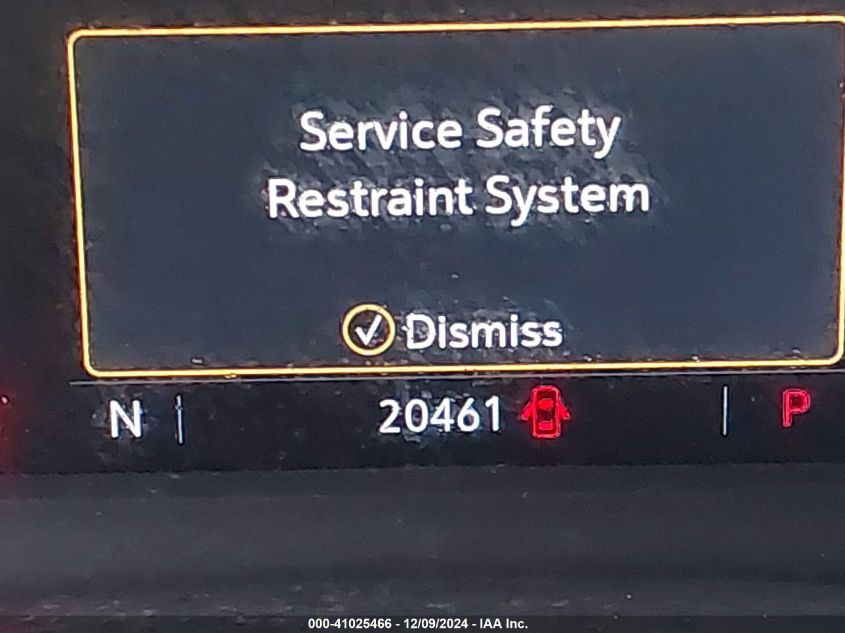 Service Safety
Restraint System
Dismiss
N 20461 P
000-41025466 - 12/09/2024 - IAA Inc.